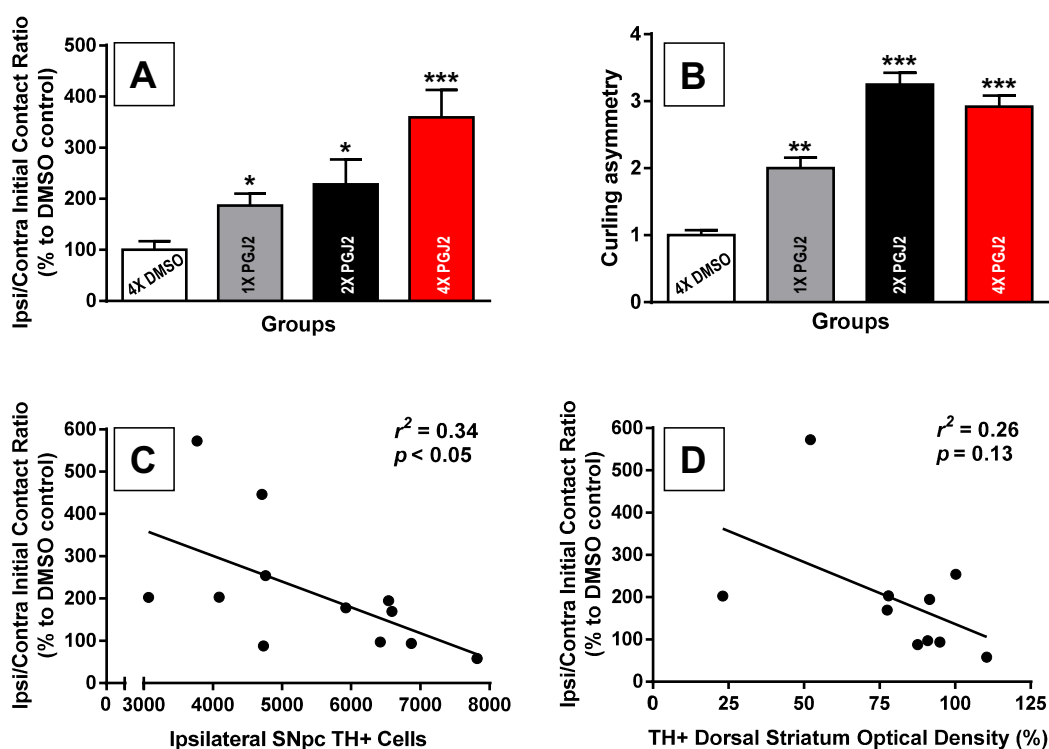 A
Ipsi/Contra Initial Contact Ratio
(% to DMSO control)
500
400
300
200
100
0
*
*
***
4X DMSO
1X PGJ2
2X PGJ2
4X PGJ2
Groups
B
Curling asymmetry
4
3
2
1
0
**
***
***
4X DMSO
1X PGJ2
2X PGJ2
4X PGJ2
Groups
C
Ipsi/Contra Initial Contact Ratio
(% to DMSO control)
600
500
400
300
200
100
0
r² = 0.34
p < 0.05
0 3000 4000 5000 6000 7000 8000
Ipsilateral SNpc TH+ Cells
D
Ipsi/Contra Initial Contact Ratio
(% to DMSO control)
600
500
400
300
200
100
0
r² = 0.26
p = 0.13
0 25 50 75 100 125
TH+ Dorsal Striatum Optical Density (%)